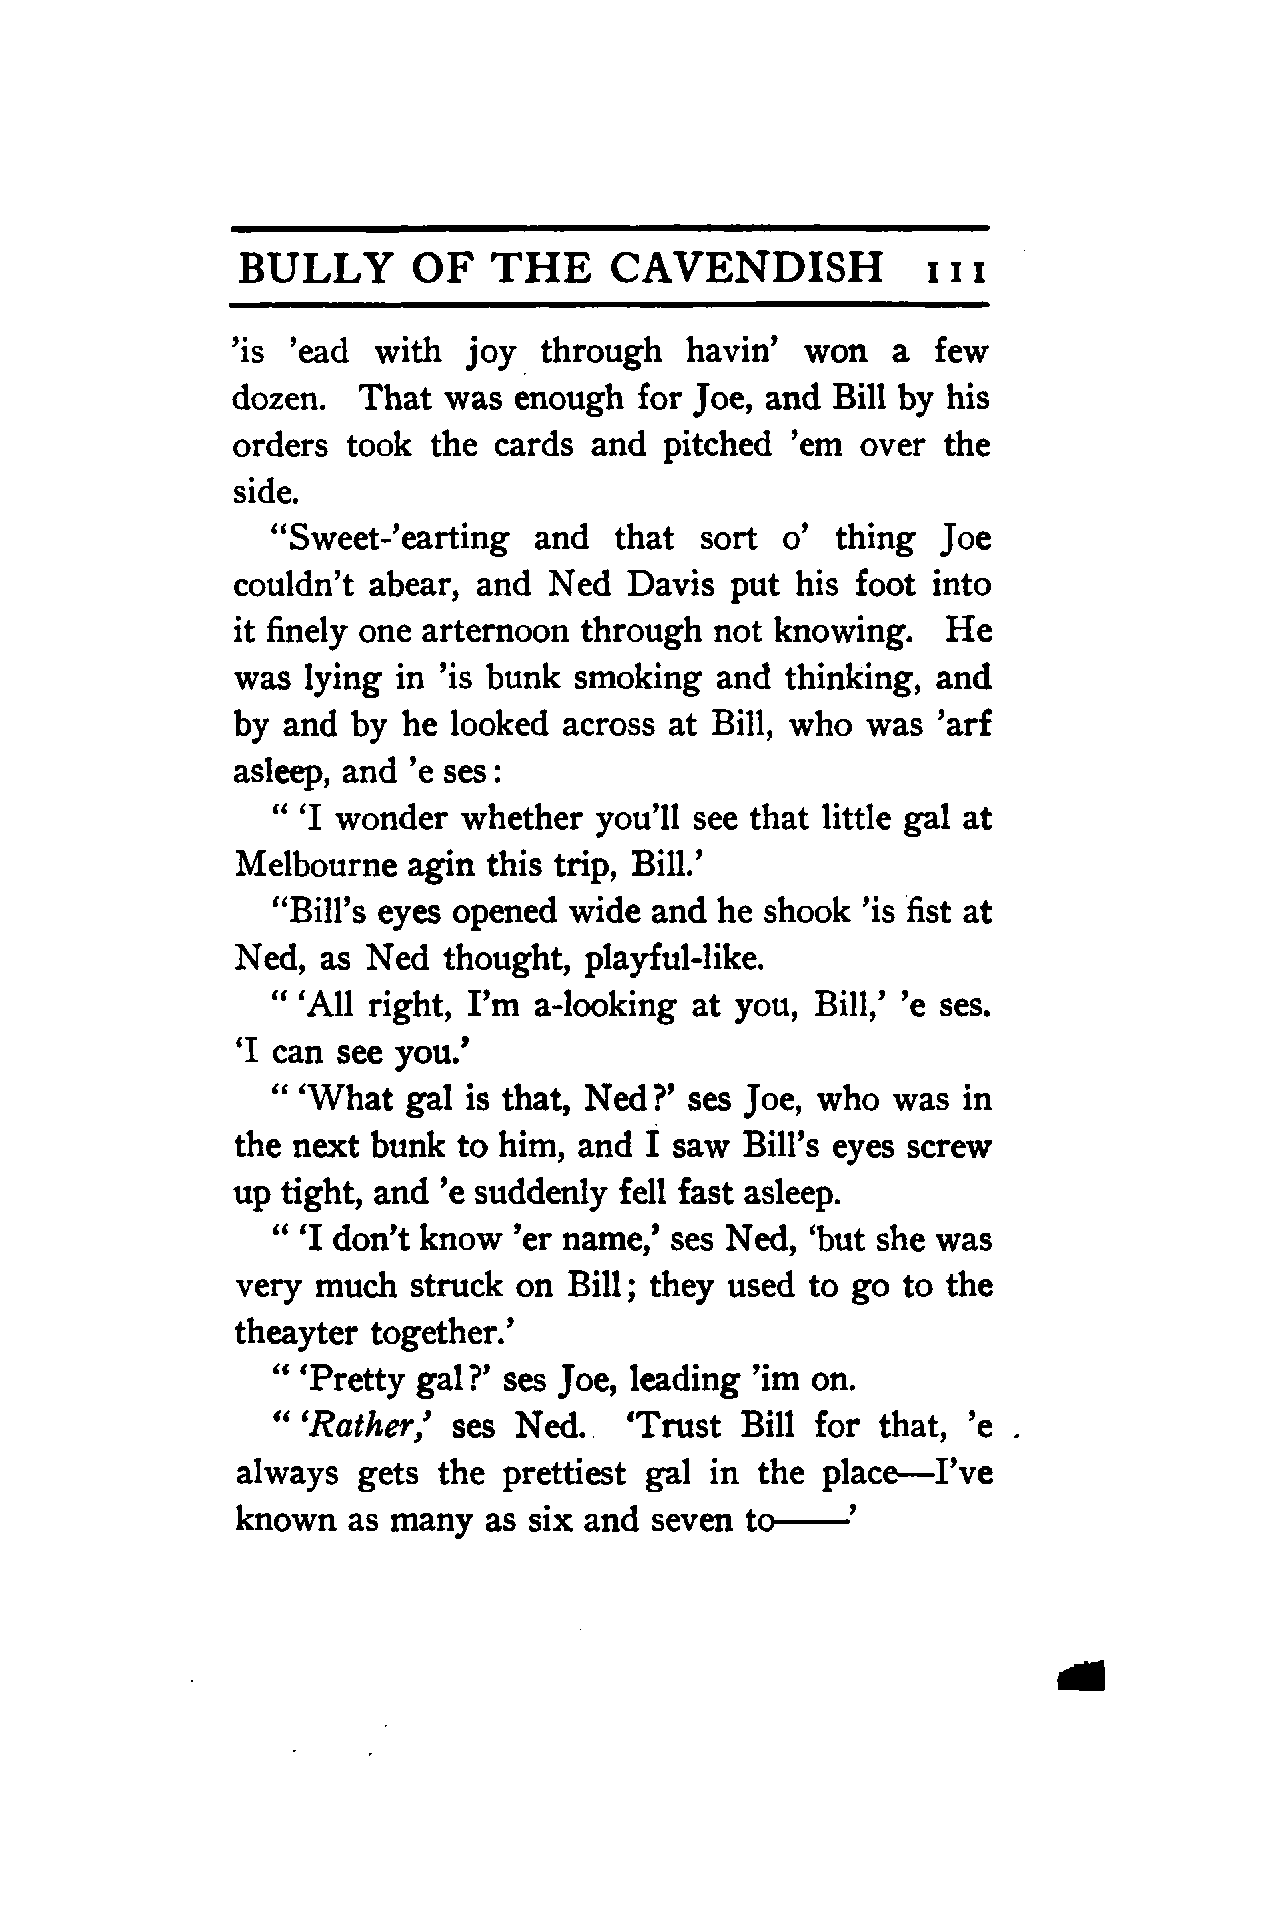 BULLY OF THE CAVENDISH 111
’is ’ead with joy through havin’ won a few
dozen. That was enough for Joe, and Bill by his
orders took the cards and pitched ’em over the
side.
“Sweet-’earting and that sort o’ thing Joe
couldn’t abear, and Ned Davis put his foot into
it finely one arternoon through not knowing. He
was lying in ’is bunk smoking and thinking, and
by and by he looked across at Bill, who was ’arf
asleep, and ’e ses:
“ ‘I wonder whether you’ll see that little gal at
Melbourne agin this trip, Bill.’
“Bill’s eyes opened wide and he shook ’is fist at
Ned, as Ned thought, playful-like.
“ ‘All right, I’m a-looking at you, Bill,’ ’e ses.
‘I can see you.’
“ ‘What gal is that, Ned?’ ses Joe, who was in
the next bunk to him, and I saw Bill’s eyes screw
up tight, and ’e suddenly fell fast asleep.
“ ‘I don’t know ’er name,’ ses Ned, ‘but she was
very much struck on Bill; they used to go to the
theayter together.’
“ ‘Pretty gal?’ ses Joe, leading ’im on.
“ ‘Rather,’ ses Ned. ‘Trust Bill for that, ’e
always gets the prettiest gal in the place—I’ve
known as many as six and seven to——’